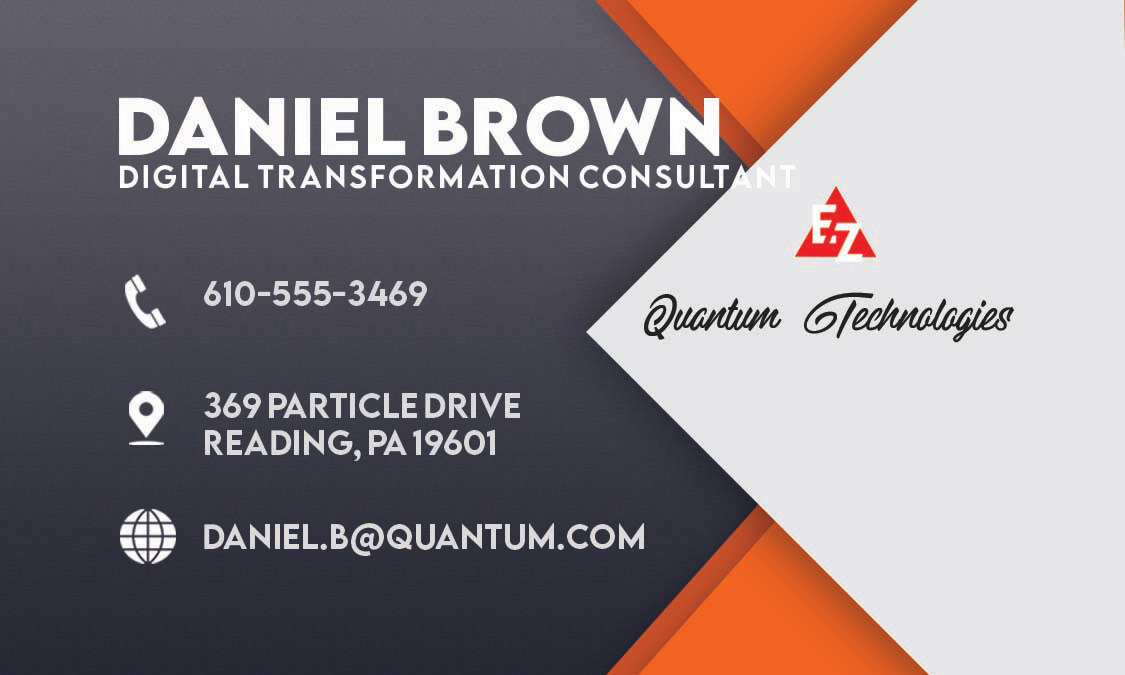 DANIEL BROWN
DIGITAL TRANSFORMATION CONSULTANT
610-555-3469
369 PARTICLE DRIVE
READING, PA 19601
DANIEL.B@QUANTUM.COM
E.Z
Quantum Technologies